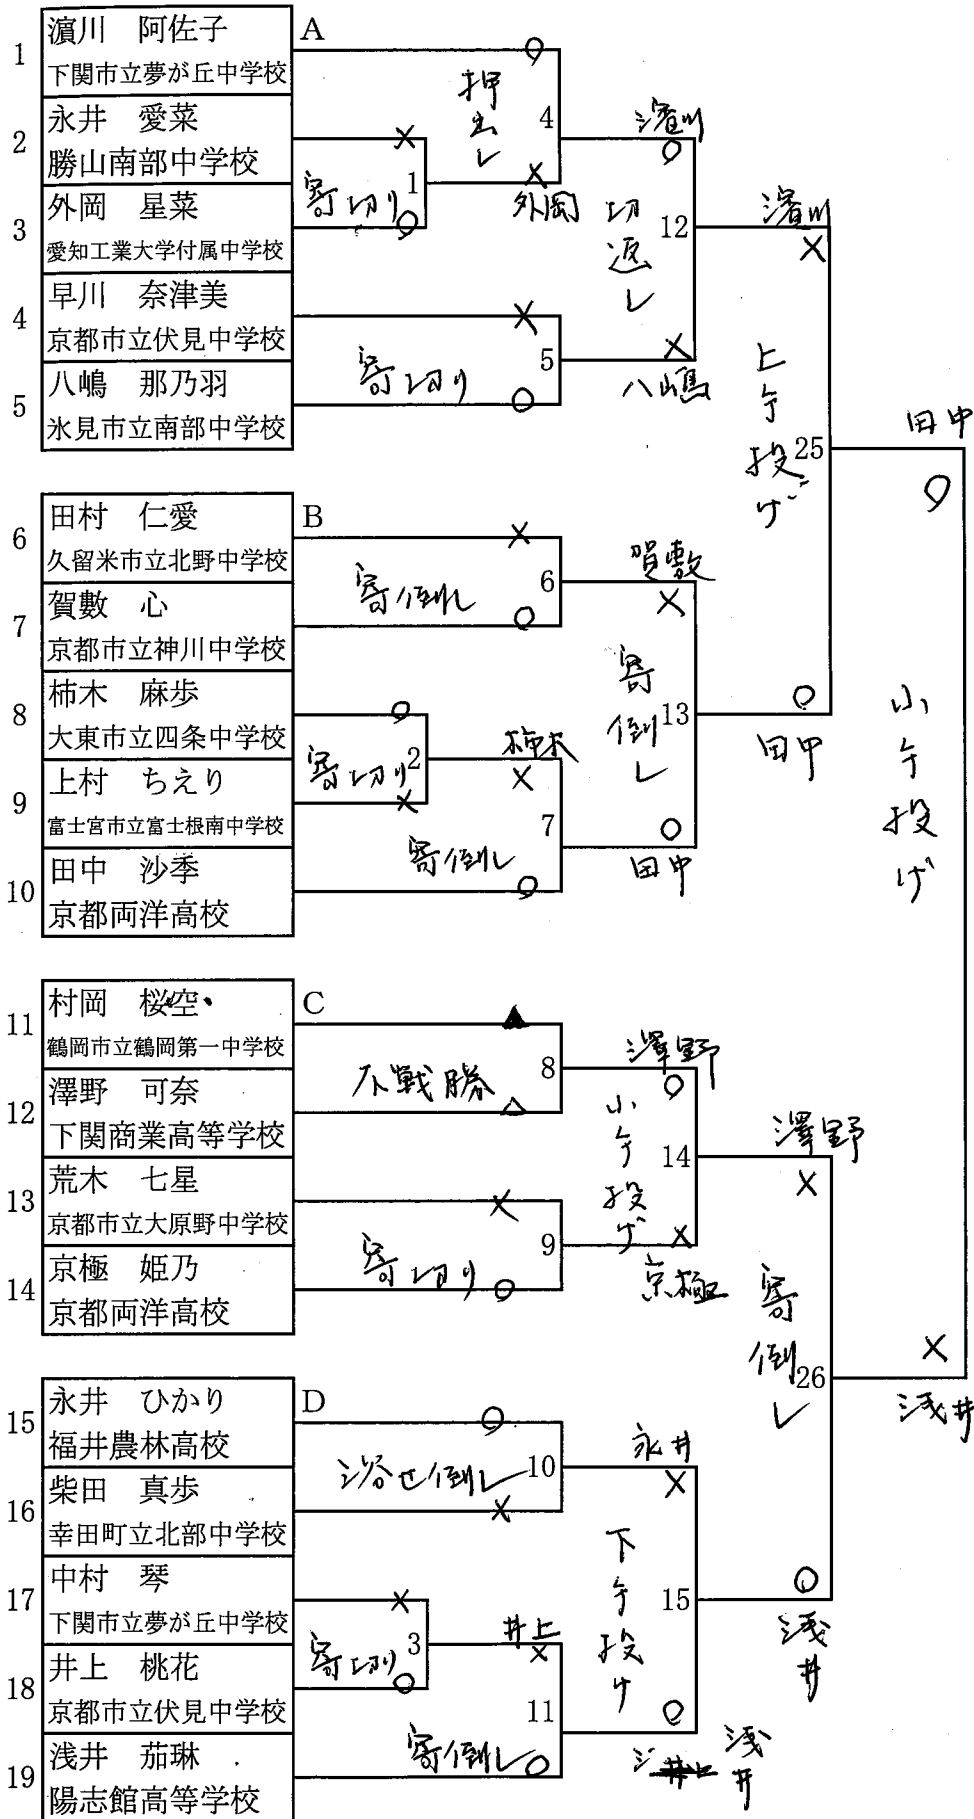 1
濵川　阿佐子
下関市立夢が丘中学校
A
2
永井　愛菜
勝山南部中学校
3
外岡　星菜
愛知工業大学付属中学校
× 1 寄切り ○
○ 押出し 4 × 外岡
4
早川　奈津美
京都市立伏見中学校
5
八嶋　那乃羽
氷見市立南部中学校
× 寄切り 5 ○
濵川 ○ 切返し 12 × 八嶋
6
田村　仁愛
久留米市立北野中学校
B
7
賀數　心
京都市立神川中学校
× 寄倒し 6 ○
8
柿木　麻歩
大東市立四条中学校
9
上村　ちえり
富士宮市立富士根南中学校
○ 寄切り 2 ×
10
田中　沙季
京都両洋高校
柿木 × 7 寄倒し ○
賀數 × 寄倒し 13 ○ 田中
濵川 × 上手投げ 25 ○ 田中
11
村岡　桜空
鶴岡市立鶴岡第一中学校
C
12
澤野　可奈
下関商業高等学校
▲ 不戦勝 8 △
13
荒木　七星
京都市立大原野中学校
14
京極　姫乃
京都両洋高校
× 寄切り 9 ○
澤野 ○ 小手投げ 14 × 京極
15
永井　ひかり
福井農林高校
D
16
柴田　真歩
幸田町立北部中学校
○ 浴せ倒し 10 ×
17
中村　琴
下関市立夢が丘中学校
18
井上　桃花
京都市立伏見中学校
× 寄切り 3 ○
19
浅井　茄琳
陽志館高等学校
井上 × 11 寄倒し ○
永井 × 下手投げ 15 ○ 浅井
澤野 × 寄倒し 26 ○ 浅井
田中 ○ 小手投げ × 浅井